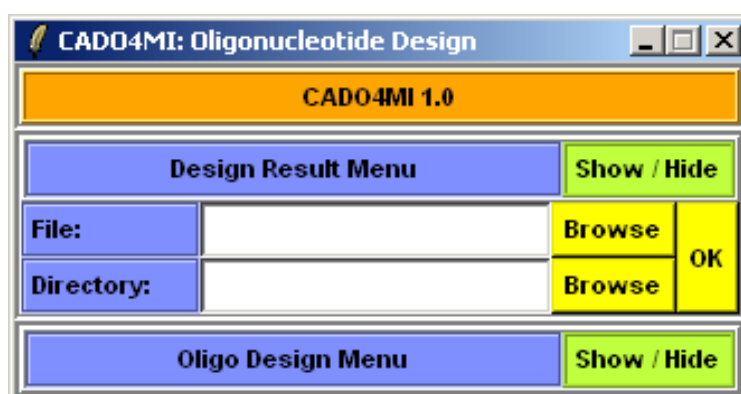 CADO4MI: Oligonucleotide Design
CADO4MI 1.0
Design Result Menu Show / Hide
File: Browse
OK
Directory: Browse
Oligo Design Menu Show / Hide